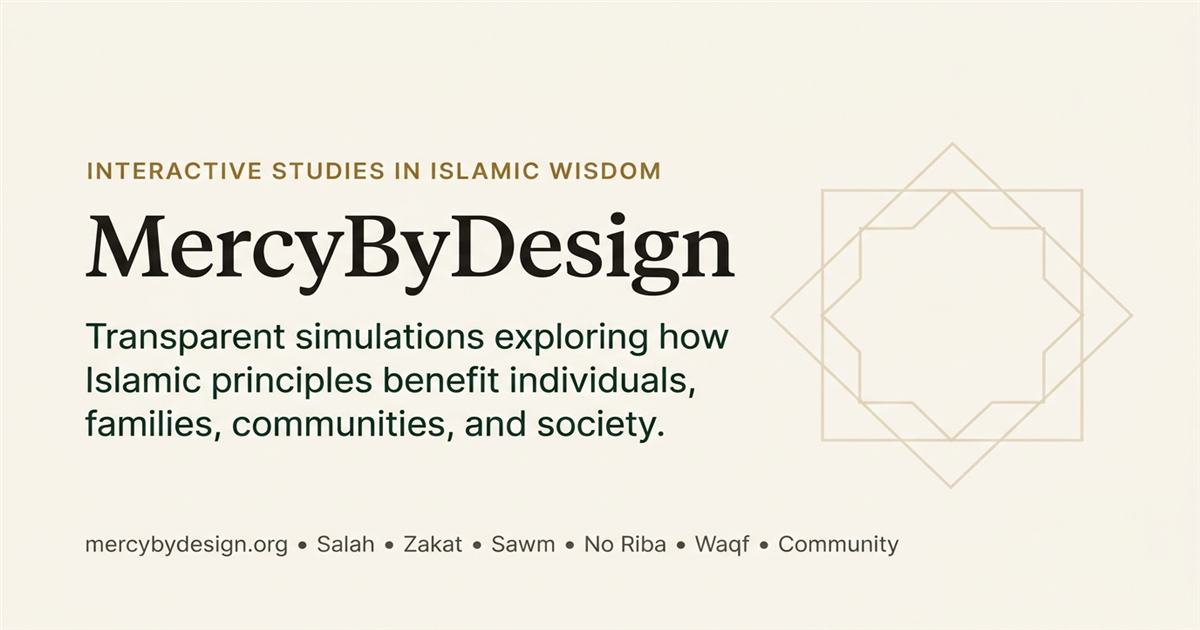 INTERACTIVE STUDIES IN ISLAMIC WISDOM
MercyByDesign
Transparent simulations exploring how
Islamic principles benefit individuals,
families, communities, and society.
mercybydesign.org • Salah • Zakat • Sawm • No Riba • Waqf • Community